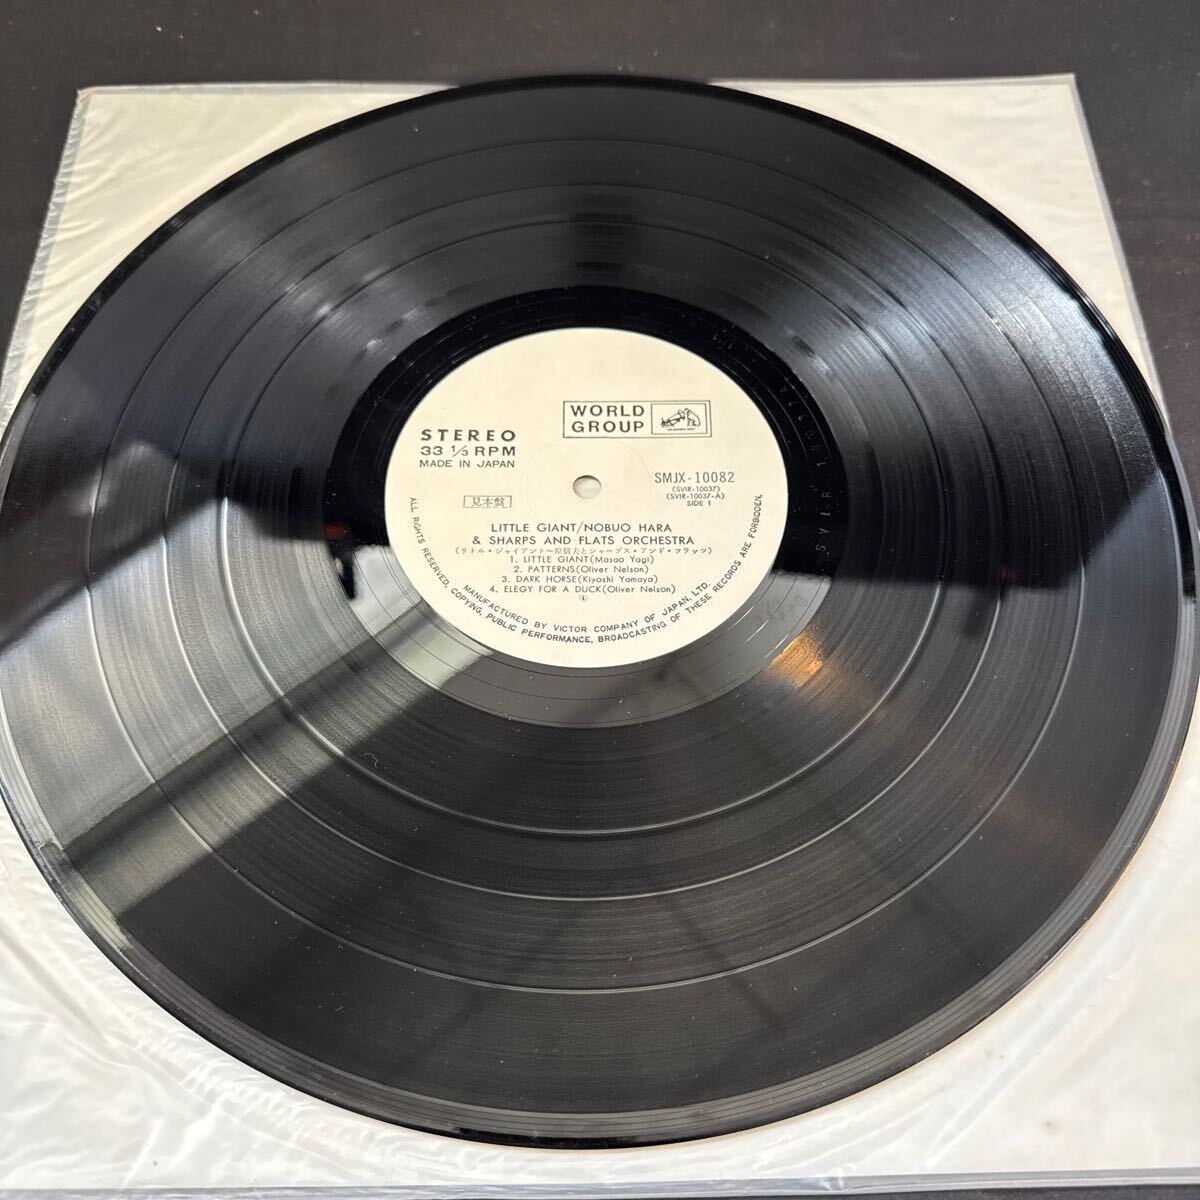 WORLD
GROUP
STEREO
33 1/3 RPM
MADE IN JAPAN
SMJX-10082
(SVIR-10037)
(SVIR-10037-A)
SIDE 1
見本盤
LITTLE GIANT/NOBUO HARA
& SHARPS AND FLATS ORCHESTRA
(リトル・ジャイアント〜原信夫とシャープス・アンド・フラッツ)
1. LITTLE GIANT(Masao Yagi)
2. PATTERNS(Oliver Nelson)
3. DARK HORSE(Kiyoshi Yamaya)
4. ELEGY FOR A DUCK(Oliver Nelson)
④
MANUFACTURED BY VICTOR COMPANY OF JAPAN, LTD.
ALL RIGHTS RESERVED, COPYING, PUBLIC PERFORMANCE, BROADCASTING OF THESE RECORDS ARE FORBIDDEN.